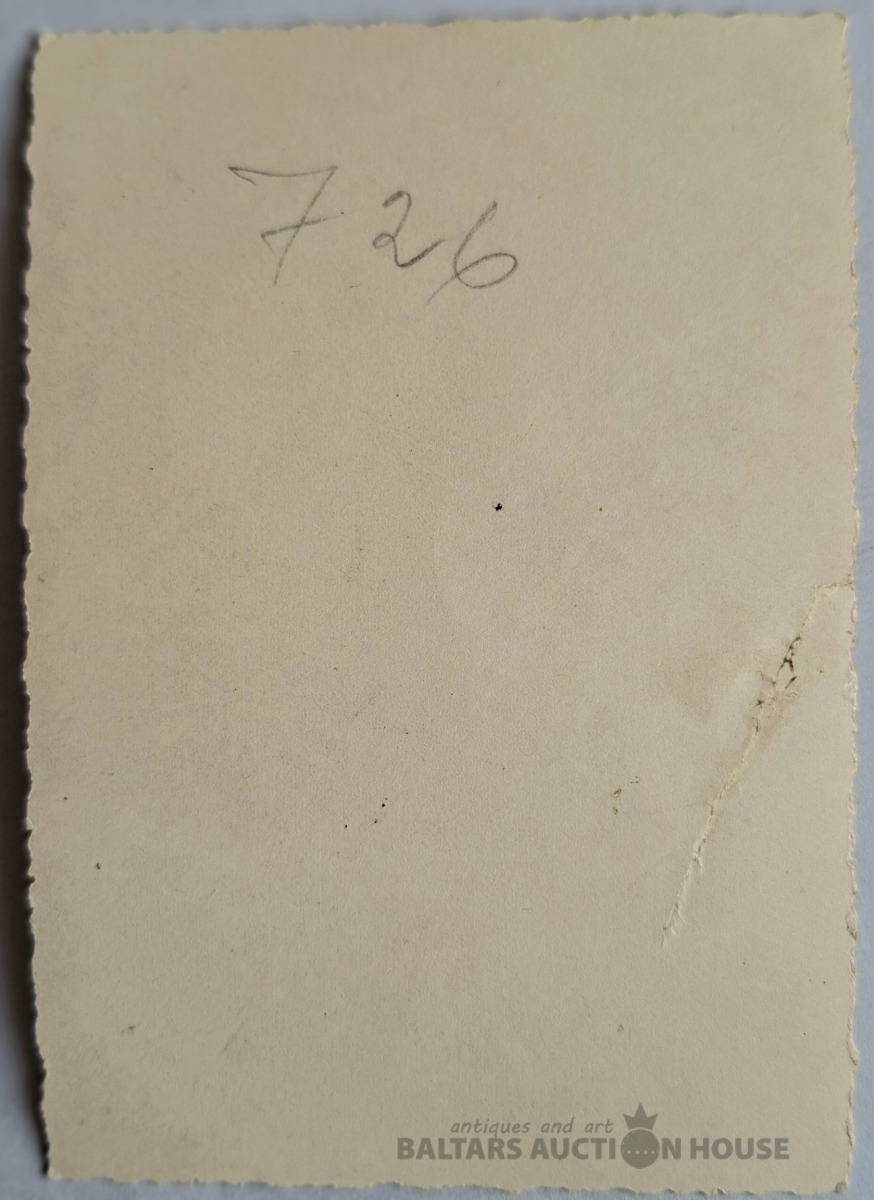 726
antiques and art
BALTARS AUCTION HOUSE